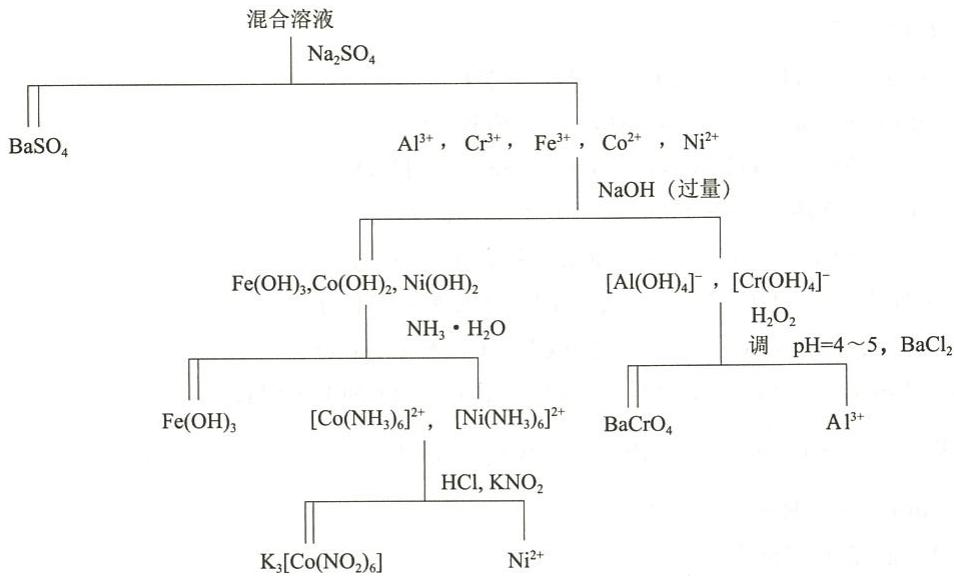 混合溶液
Na₂SO₄
BaSO₄
Al³⁺， Cr³⁺， Fe³⁺， Co²⁺ ， Ni²⁺
NaOH（过量）
Fe(OH)₃,Co(OH)₂, Ni(OH)₂
[Al(OH)₄]⁻ ，[Cr(OH)₄]⁻
H₂O₂
NH₃・H₂O
调 pH=4～5，BaCl₂
Fe(OH)₃
[Co(NH₃)₆]²⁺， [Ni(NH₃)₆]²⁺
BaCrO₄
Al³⁺
HCl, KNO₂
K₃[Co(NO₂)₆]
Ni²⁺